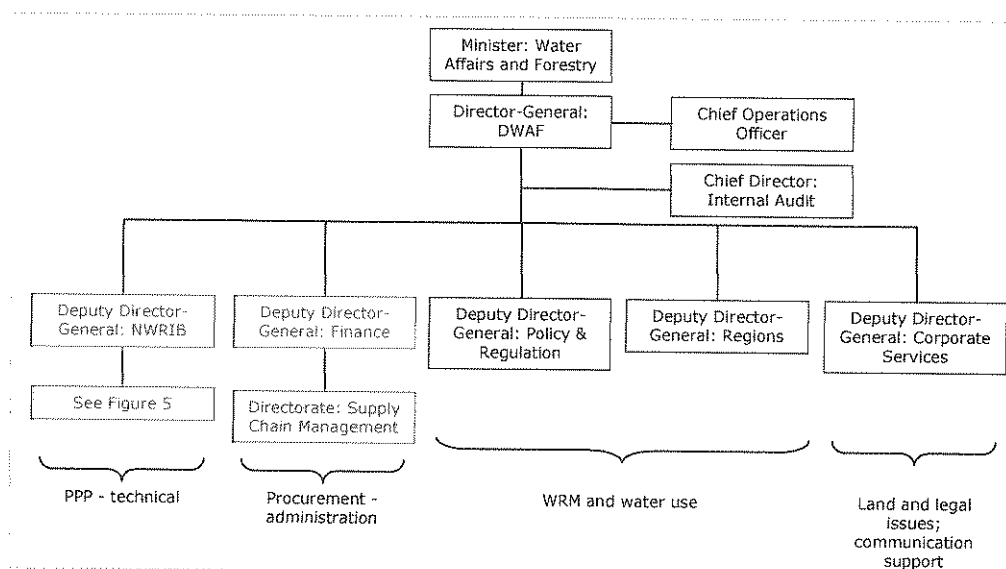 Minister: Water
Affairs and Forestry
Director-General:
DWAF
Chief Operations
Officer
Chief Director:
Internal Audit
Deputy Director-
General: NWRIB
Deputy Director-
General: Finance
Deputy Director-
General: Policy &
Regulation
Deputy Director-
General: Regions
Deputy Director-
General: Corporate
Services
See Figure 5
Directorate: Supply
Chain Management
PPP - technical
Procurement -
administration
WRM and water use
Land and legal
issues;
communication
support